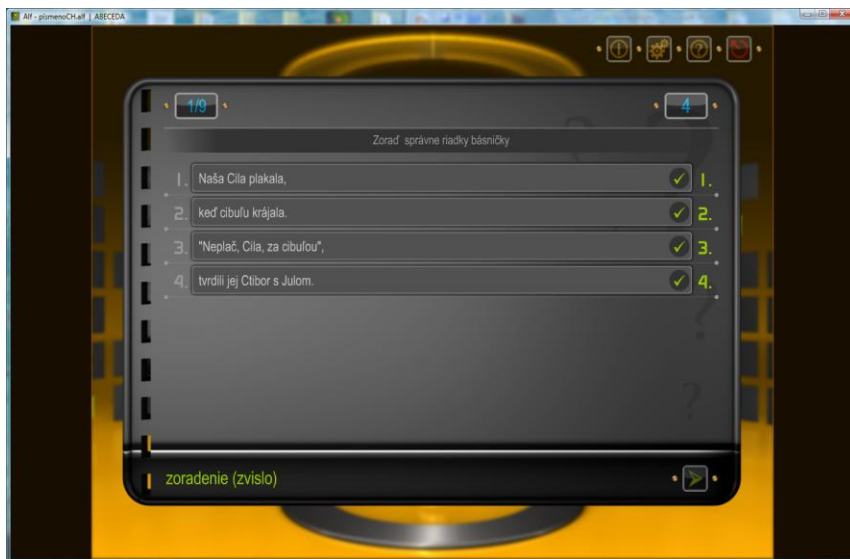 Alf - pismenoCH.alf | ABECEDA
1/9
4
Zoraď správne riadky básničky
1. Naša Cila plakala, 1.
2. keď cibuľu krájala. 2.
3. "Neplač, Cila, za cibuľou", 3.
4. tvrdili jej Ctibor s Julom. 4.
zoradenie (zvislo)